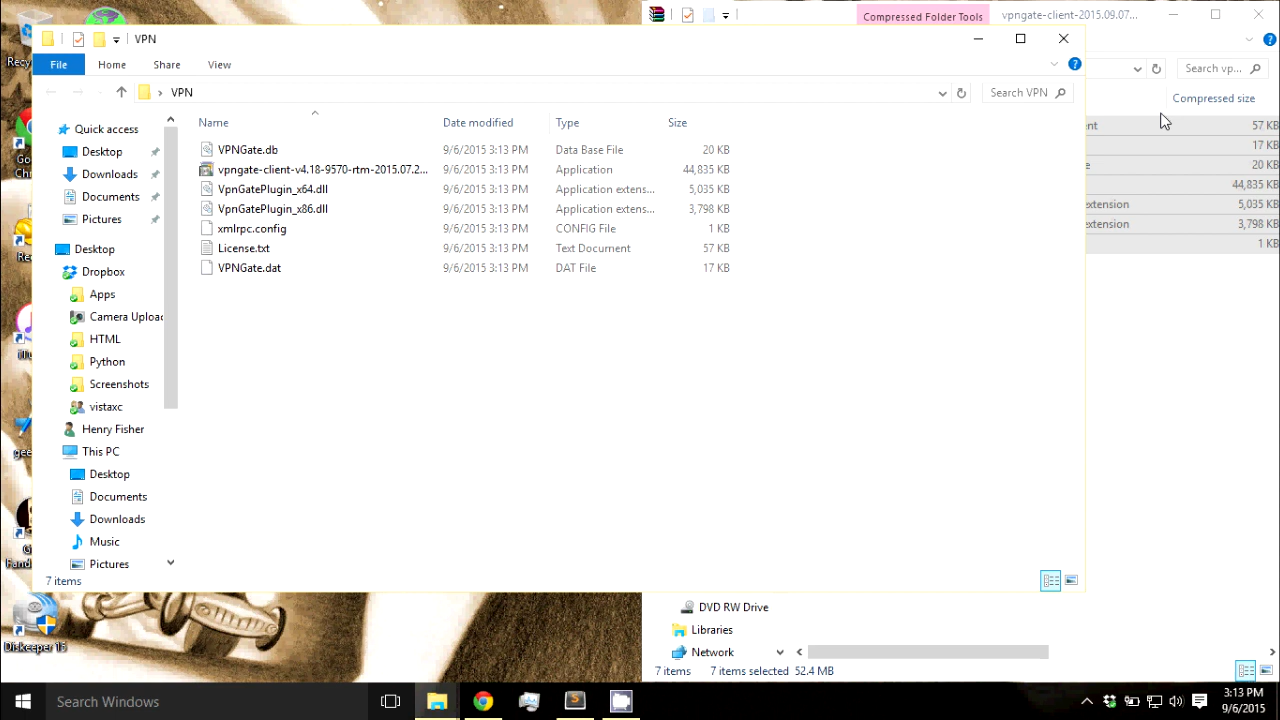 Compressed Folder Tools
vpngate-client-2015.09.07...
VPN
File
Home
Share
View
Search vp...
VPN
Search VPN
Compressed size
Name
Date modified
Type
Size
Quick access
Desktop
Downloads
Documents
Pictures
Desktop
Dropbox
Apps
Camera Upload
HTML
Python
Screenshots
vistaxc
Henry Fisher
This PC
Desktop
Documents
Downloads
Music
Pictures
VPNGate.db 9/6/2015 3:13 PM Data Base File 20 KB
vpngate-client-v4.18-9570-rtm-2015.07.2... 9/6/2015 3:13 PM Application 44,835 KB
VpnGatePlugin_x64.dll 9/6/2015 3:13 PM Application extens... 5,035 KB
VpnGatePlugin_x86.dll 9/6/2015 3:13 PM Application extens... 3,798 KB
xmlrpc.config 9/6/2015 3:13 PM CONFIG File 1 KB
License.txt 9/6/2015 3:13 PM Text Document 57 KB
VPNGate.dat 9/6/2015 3:13 PM DAT File 17 KB
7 items
57 KB
17 KB
20 KB
44,835 KB
extension 5,035 KB
extension 3,798 KB
1 KB
DVD RW Drive
Libraries
Network
7 items 7 items selected 52.4 MB
Diskeeper 15
Search Windows
3:13 PM
9/6/2015